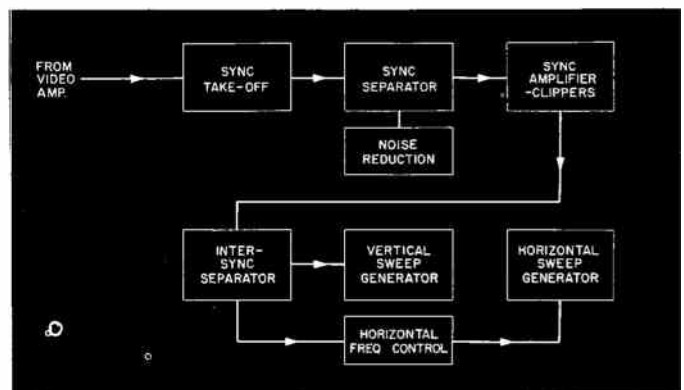 FROM
VIDEO
AMP.
SYNC
TAKE-OFF
SYNC
SEPARATOR
SYNC
AMPLIFIER
-CLIPPERS
NOISE
REDUCTION
INTER-
SYNC
SEPARATOR
VERTICAL
SWEEP
GENERATOR
HORIZONTAL
SWEEP
GENERATOR
HORIZONTAL
FREQ CONTROL